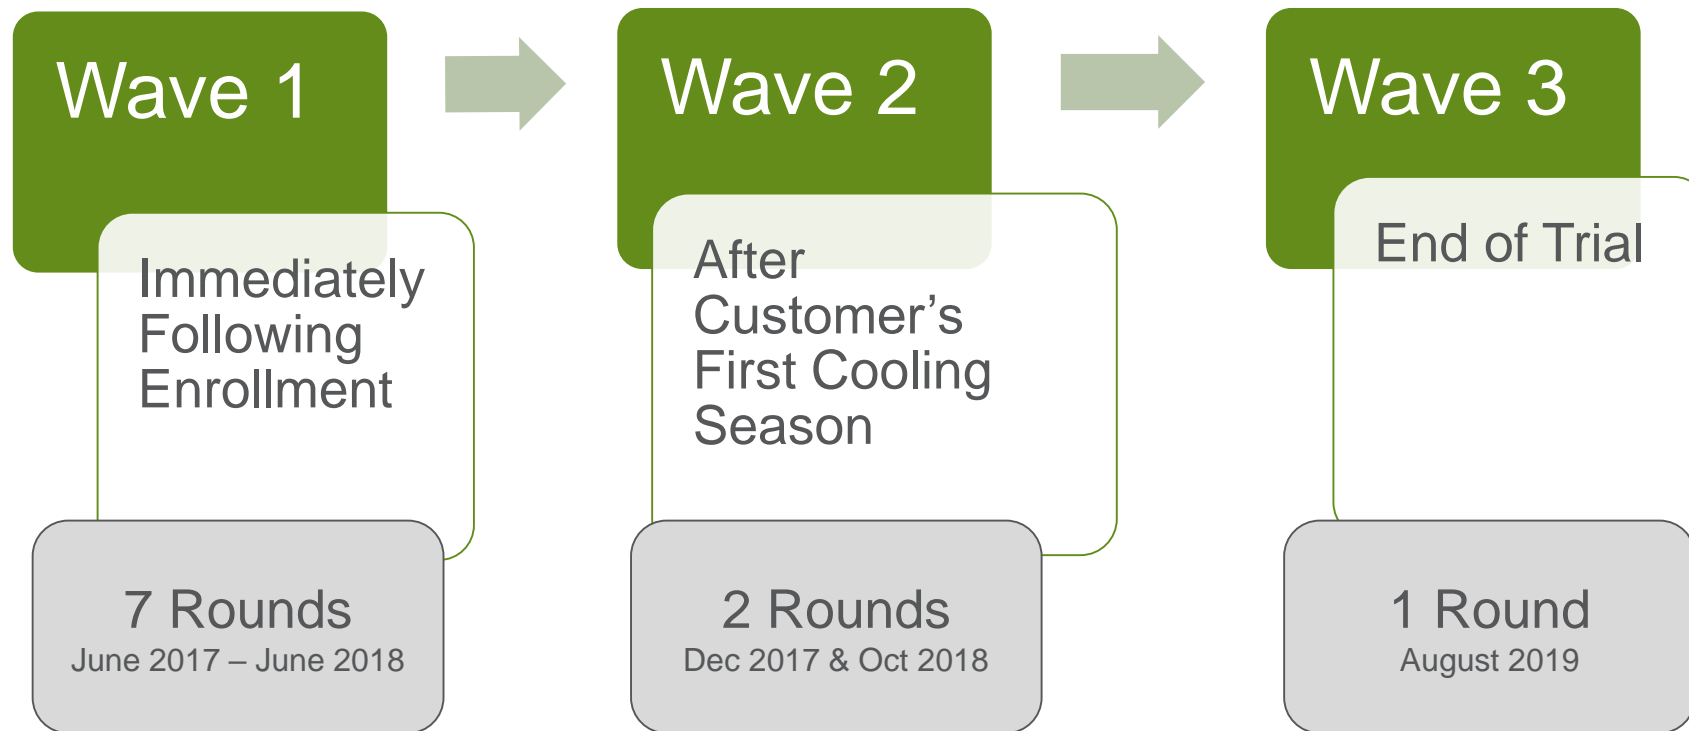 Wave 1
Immediately
Following
Enrollment
7 Rounds
June 2017 – June 2018
Wave 2
After
Customer’s
First Cooling
Season
2 Rounds
Dec 2017 & Oct 2018
Wave 3
End of Trial
1 Round
August 2019